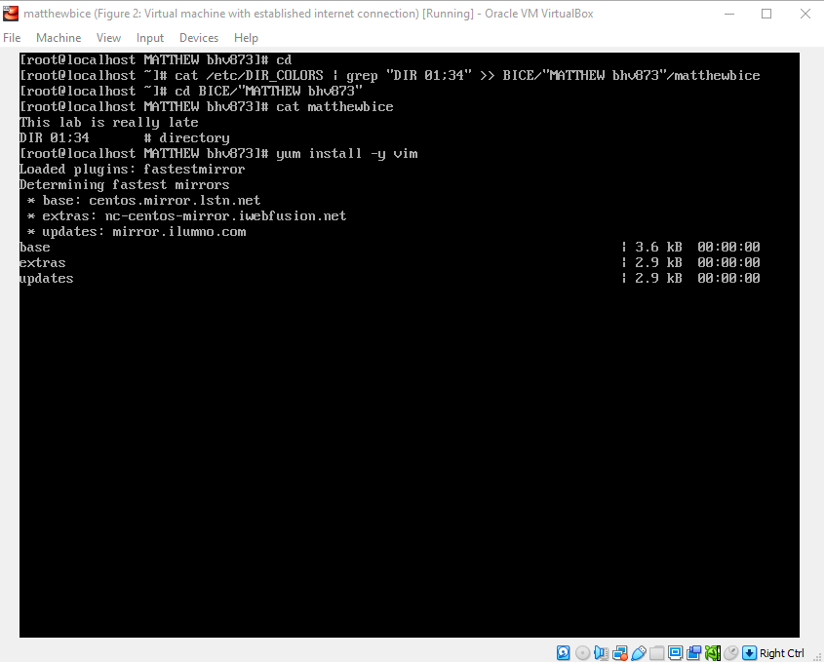 matthewbice (Figure 2: Virtual machine with established internet connection) [Running] - Oracle VM VirtualBox
File Machine View Input Devices Help
[root@localhost MATTHEW bhv873]# cd
[root@localhost ~]# cat /etc/DIR_COLORS | grep "DIR 01;34" >> BICE/"MATTHEW bhv873"/matthewbice
[root@localhost ~]# cd BICE/"MATTHEW bhv873"
[root@localhost MATTHEW bhv873]# cat matthewbice
This lab is really late
DIR 01;34       # directory
[root@localhost MATTHEW bhv873]# yum install -y vim
Loaded plugins: fastestmirror
Determining fastest mirrors
 * base: centos.mirror.lstn.net
 * extras: nc-centos-mirror.iwebfusion.net
 * updates: mirror.ilummo.com
base | 3.6 kB 00:00:00
extras | 2.9 kB 00:00:00
updates | 2.9 kB 00:00:00
Right Ctrl